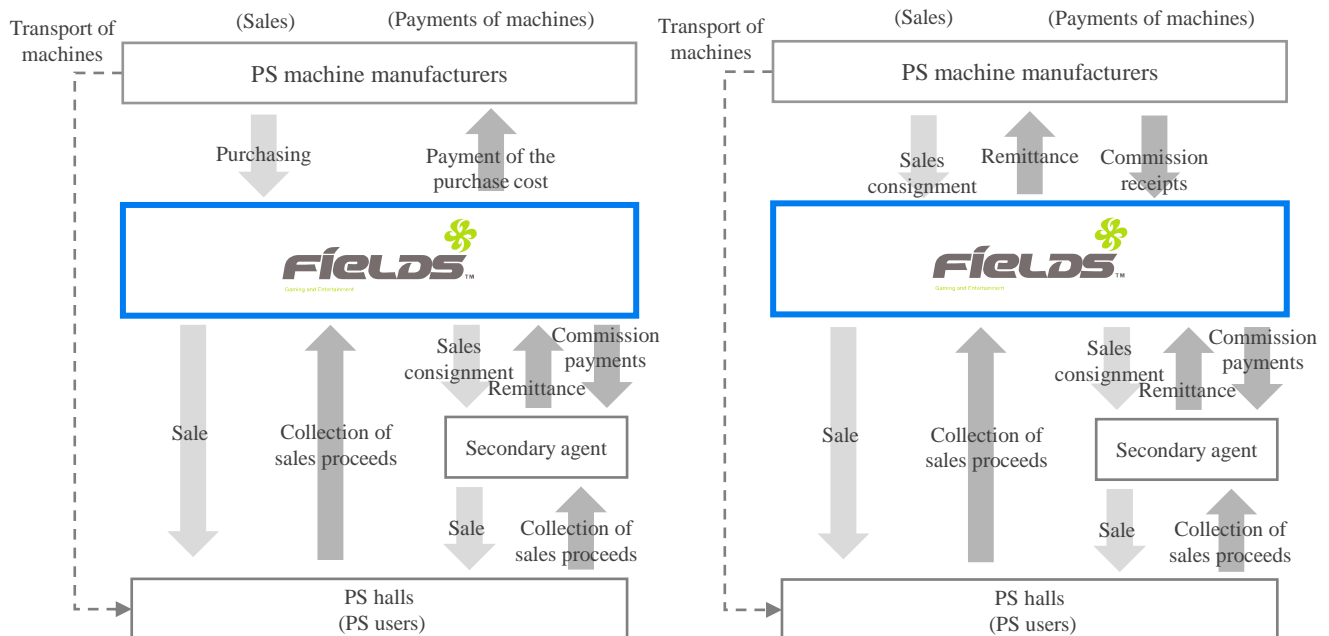 (Sales)
(Payments of machines)
Transport of
machines
PS machine manufacturers
Purchasing
Payment of the
purchase cost
FIELDS™
Gaming and Entertainment
Sales
consignment
Remittance
Commission
payments
Sale
Collection of
sales proceeds
Secondary agent
Sale
Collection of
sales proceeds
PS halls
(PS users)
(Sales)
(Payments of machines)
Transport of
machines
PS machine manufacturers
Sales
consignment
Remittance
Commission
receipts
FIELDS™
Gaming and Entertainment
Sales
consignment
Remittance
Commission
payments
Sale
Collection of
sales proceeds
Secondary agent
Sale
Collection of
sales proceeds
PS halls
(PS users)